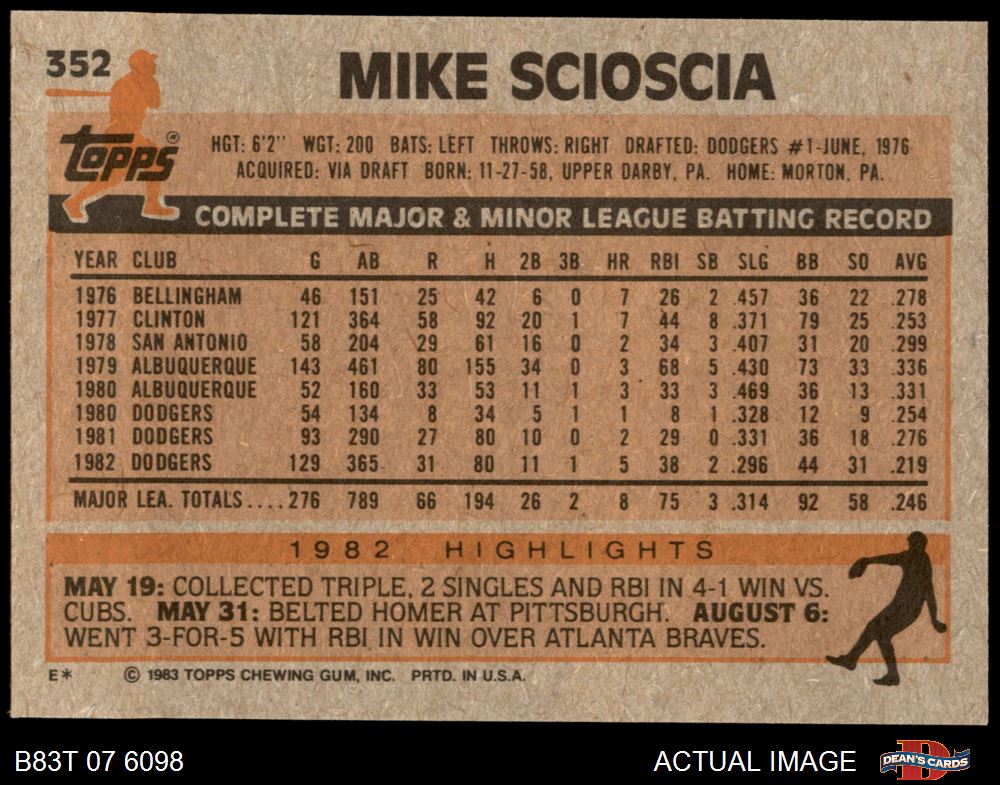 352
MIKE SCIOSCIA
Topps®
HGT: 6'2" WGT: 200 BATS: LEFT THROWS: RIGHT DRAFTED: DODGERS #1-JUNE, 1976
ACQUIRED: VIA DRAFT BORN: 11-27-58, UPPER DARBY, PA. HOME: MORTON, PA.
COMPLETE MAJOR & MINOR LEAGUE BATTING RECORD
YEAR CLUB G AB R H 2B 3B HR RBI SB SLG BB SO AVG
1976 BELLINGHAM 46 151 25 42 6 0 7 26 2 .457 36 22 .278
1977 CLINTON 121 364 58 92 20 1 7 44 8 .371 79 25 .253
1978 SAN ANTONIO 58 204 29 61 16 0 2 34 3 .407 31 20 .299
1979 ALBUQUERQUE 143 461 80 155 34 0 3 68 5 .430 73 33 .336
1980 ALBUQUERQUE 52 160 33 53 11 1 3 33 3 .469 36 13 .331
1980 DODGERS 54 134 8 34 5 1 1 8 1 .328 12 9 .254
1981 DODGERS 93 290 27 80 10 0 2 29 0 .331 36 18 .276
1982 DODGERS 129 365 31 80 11 1 5 38 2 .296 44 31 .219
MAJOR LEA. TOTALS.... 276 789 66 194 26 2 8 75 3 .314 92 58 .246
1982 HIGHLIGHTS
MAY 19: COLLECTED TRIPLE, 2 SINGLES AND RBI IN 4-1 WIN VS.
CUBS. MAY 31: BELTED HOMER AT PITTSBURGH. AUGUST 6:
WENT 3-FOR-5 WITH RBI IN WIN OVER ATLANTA BRAVES.
E* © 1983 TOPPS CHEWING GUM, INC. PRTD. IN U.S.A.
B83T 07 6098 ACTUAL IMAGE DEAN'S CARDS